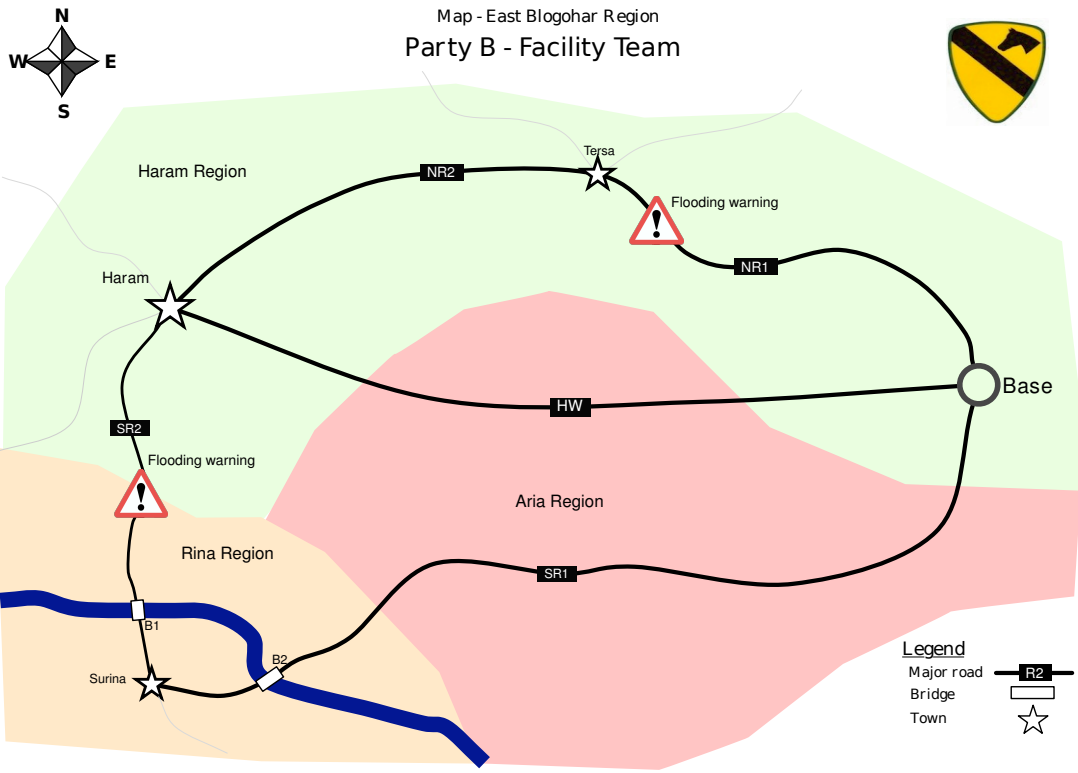 Map - East Blogohar Region
Party B - Facility Team
N
W
E
S
Tersa
Haram Region
NR2
Flooding warning
NR1
Haram
Base
HW
SR2
Flooding warning
Aria Region
Rina Region
SR1
B1
B2
Surina
Legend
Major road
R2
Bridge
Town